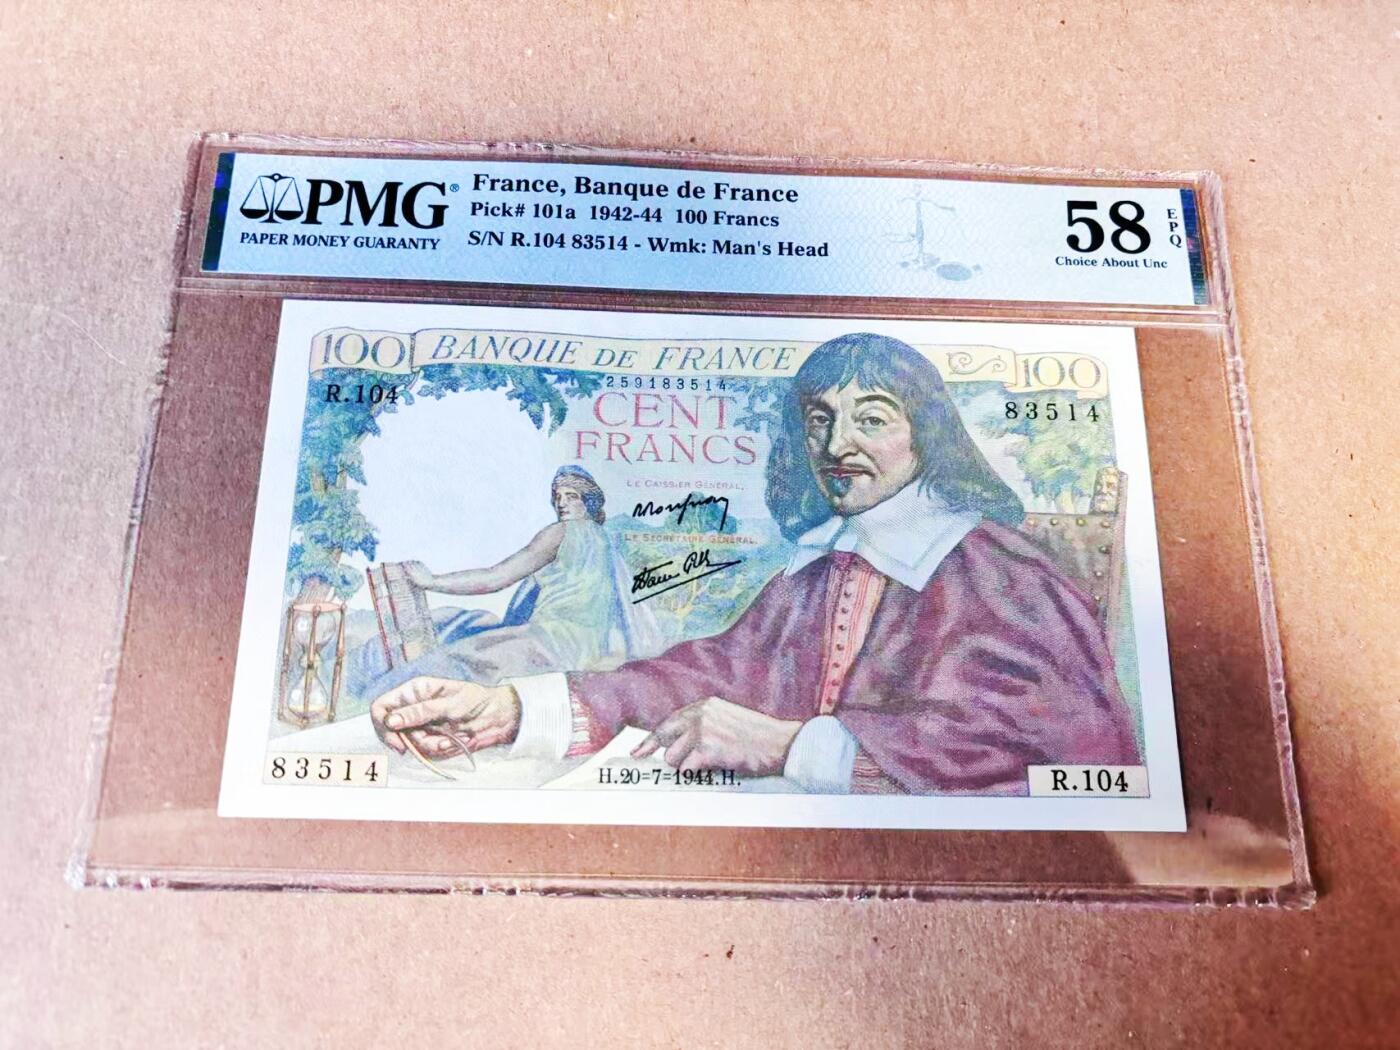 PMG®
PAPER MONEY GUARANTY
France, Banque de France
Pick# 101a 1942-44 100 Francs
S/N R.104 83514 - Wmk: Man's Head
58
EPQ
Choice About Unc
100 BANQUE DE FRANCE 100
R.104
259183514
83514
CENT
FRANCS
LE CAISSIER GÉNÉRAL,
LE SECRÉTAIRE GÉNÉRAL,
83514
H.20=7=1944.H.
R.104